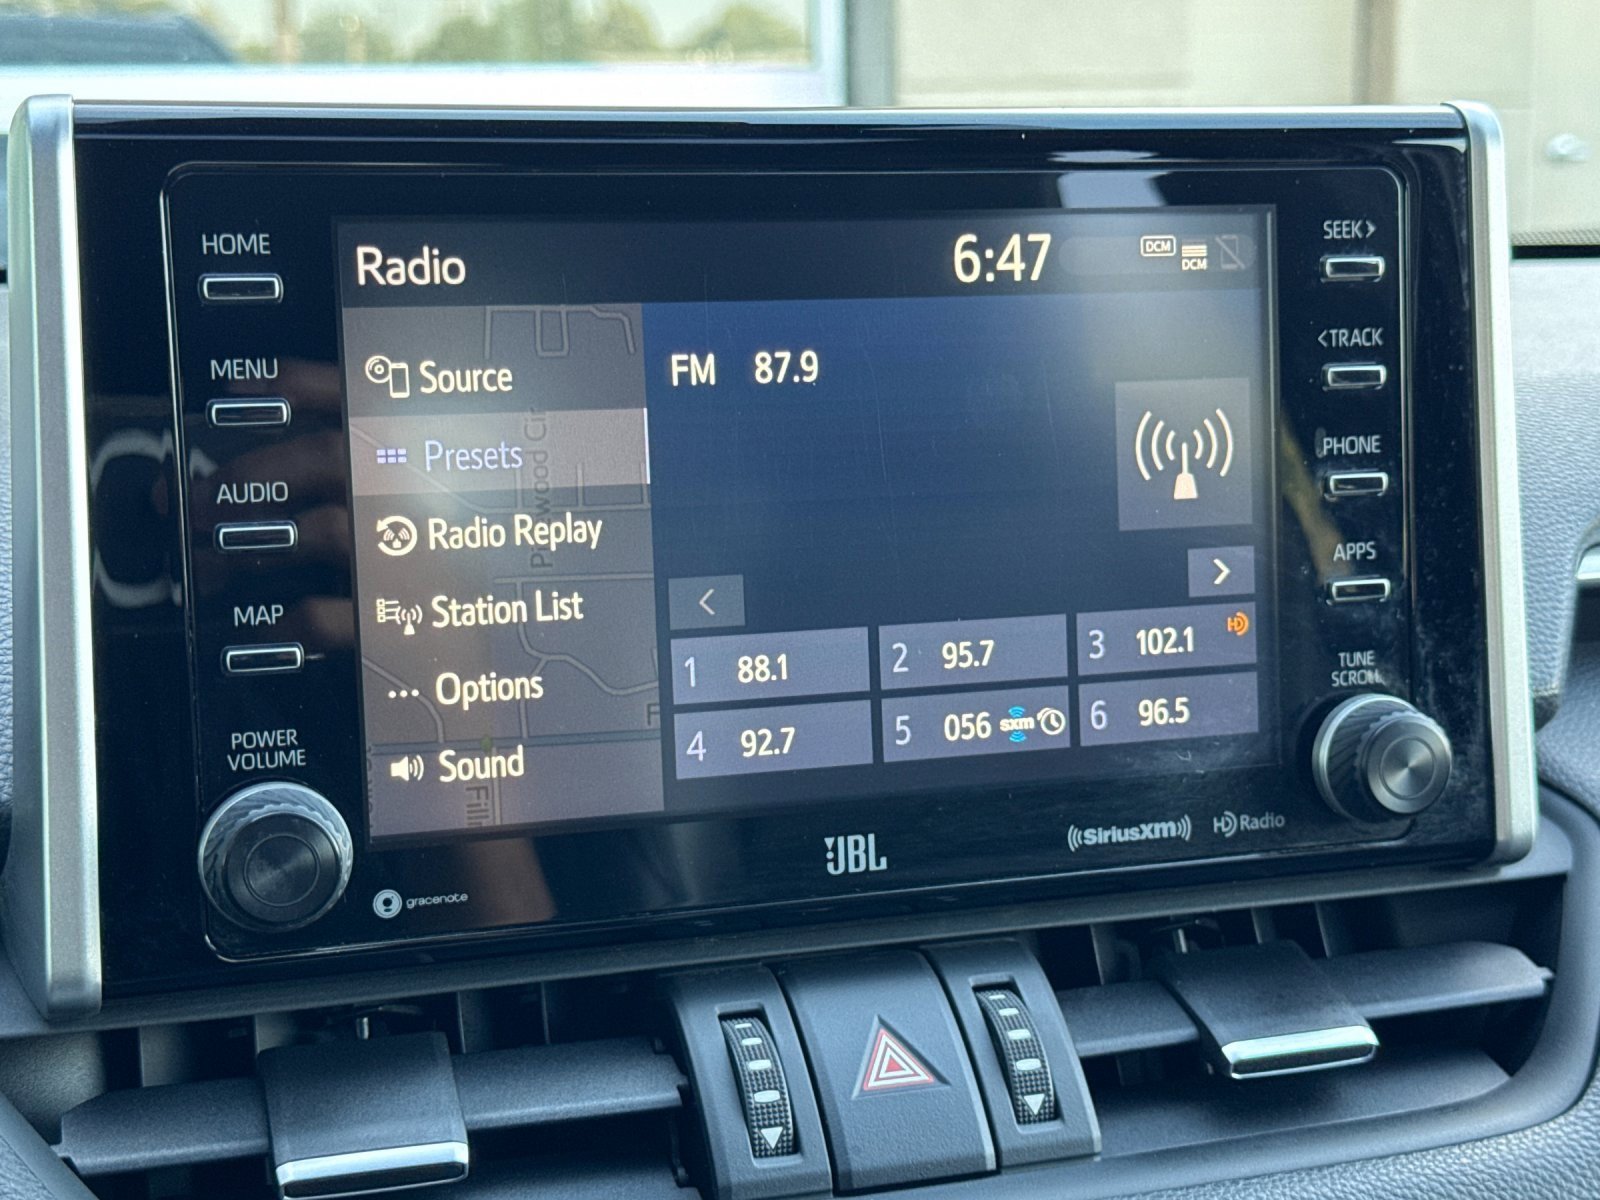 HOME
MENU
AUDIO
MAP
POWER
VOLUME
Radio
6:47
DCM
DCM
Source
Presets
Radio Replay
Station List
Options
Sound
FM 87.9
<
>
1 88.1
2 95.7
3 102.1 HD
4 92.7
5 056 sxm
6 96.5
SEEK>
<TRACK
PHONE
APPS
TUNE
SCROLL
gracenote
JBL
((SiriusXM))
HD Radio